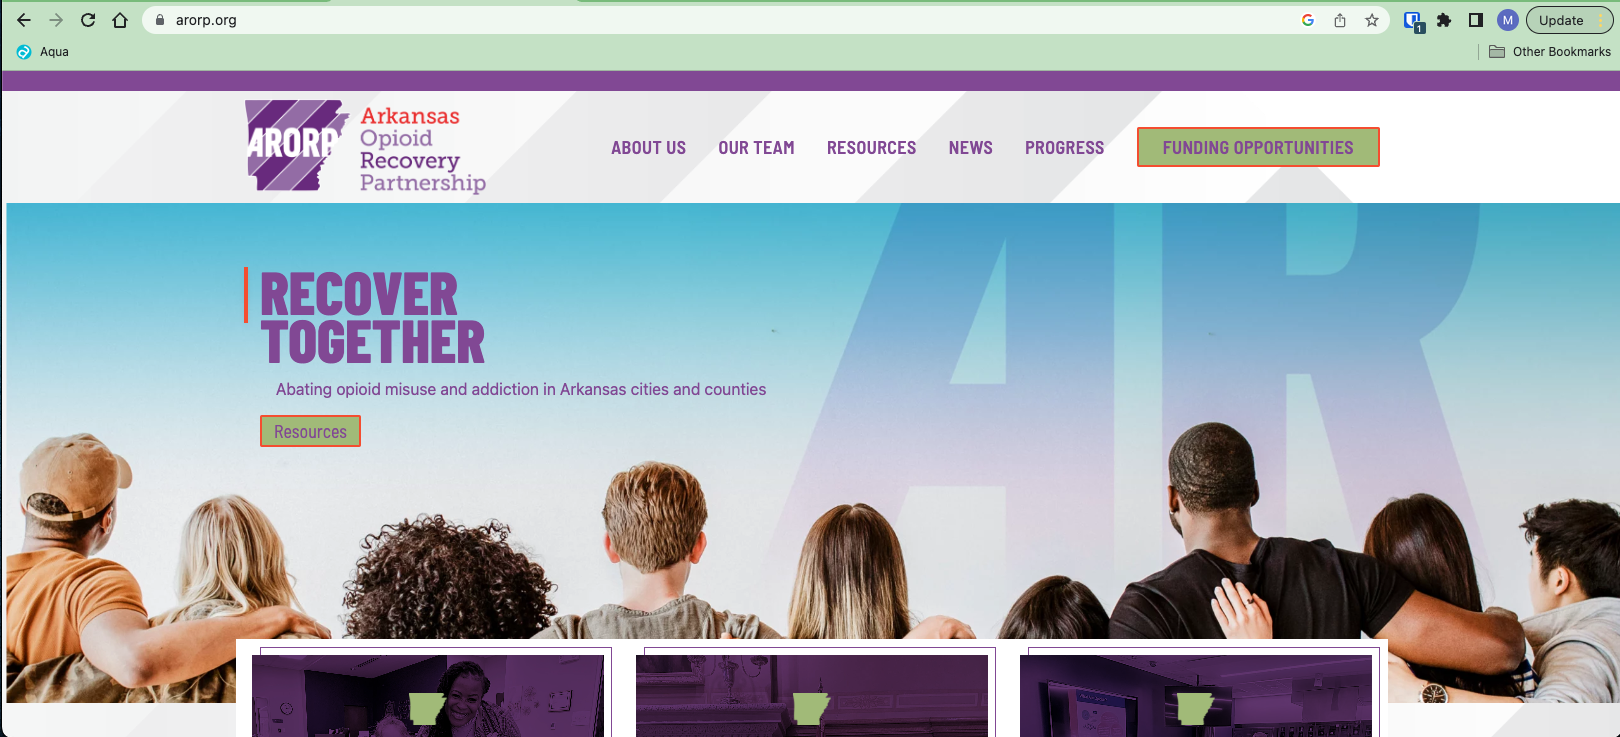 arorp.org
1
M
Update
Aqua
Other Bookmarks
ARORP
Arkansas
Opioid
Recovery
Partnership
ABOUT US
OUR TEAM
RESOURCES
NEWS
PROGRESS
FUNDING OPPORTUNITIES
AR
RECOVER
TOGETHER
Abating opioid misuse and addiction in Arkansas cities and counties
Resources